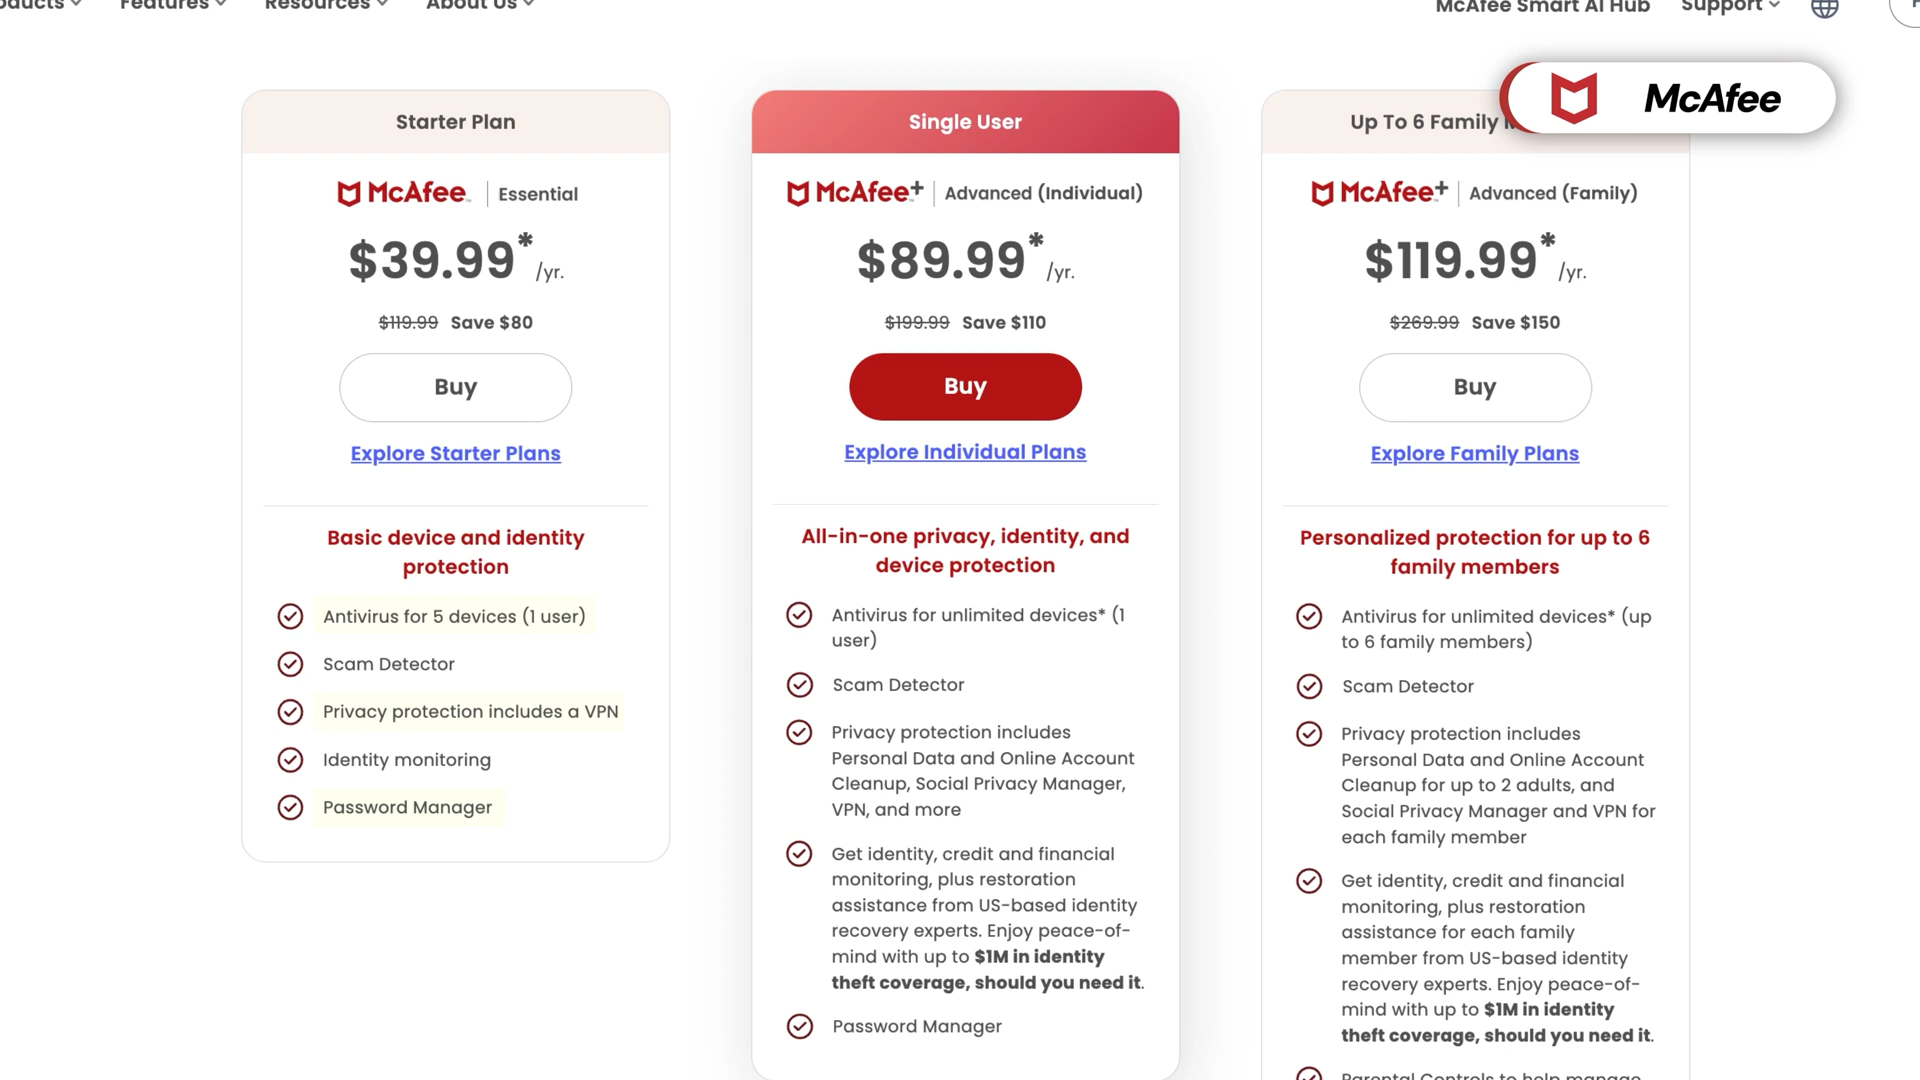 Features
Resources
About Us
McAfee Smart AI Hub
Support
McAfee
Starter Plan
McAfee
Essential
$39.99* /yr.
$119.99 Save $80
Buy
Explore Starter Plans
Basic device and identity
protection
Antivirus for 5 devices (1 user)
Scam Detector
Privacy protection includes a VPN
Identity monitoring
Password Manager
Single User
McAfee+
Advanced (Individual)
$89.99* /yr.
$199.99 Save $110
Buy
Explore Individual Plans
All-in-one privacy, identity, and
device protection
Antivirus for unlimited devices* (1
user)
Scam Detector
Privacy protection includes
Personal Data and Online Account
Cleanup, Social Privacy Manager,
VPN, and more
Get identity, credit and financial
monitoring, plus restoration
assistance from US-based identity
recovery experts. Enjoy peace-of-
mind with up to $1M in identity
theft coverage, should you need it.
Password Manager
Up To 6 Family
McAfee+
Advanced (Family)
$119.99* /yr.
$269.99 Save $150
Buy
Explore Family Plans
Personalized protection for up to 6
family members
Antivirus for unlimited devices* (up
to 6 family members)
Scam Detector
Privacy protection includes
Personal Data and Online Account
Cleanup for up to 2 adults, and
Social Privacy Manager and VPN for
each family member
Get identity, credit and financial
monitoring, plus restoration
assistance for each family
member from US-based identity
recovery experts. Enjoy peace-of-
mind with up to $1M in identity
theft coverage, should you need it.
Parental Controls to help manage